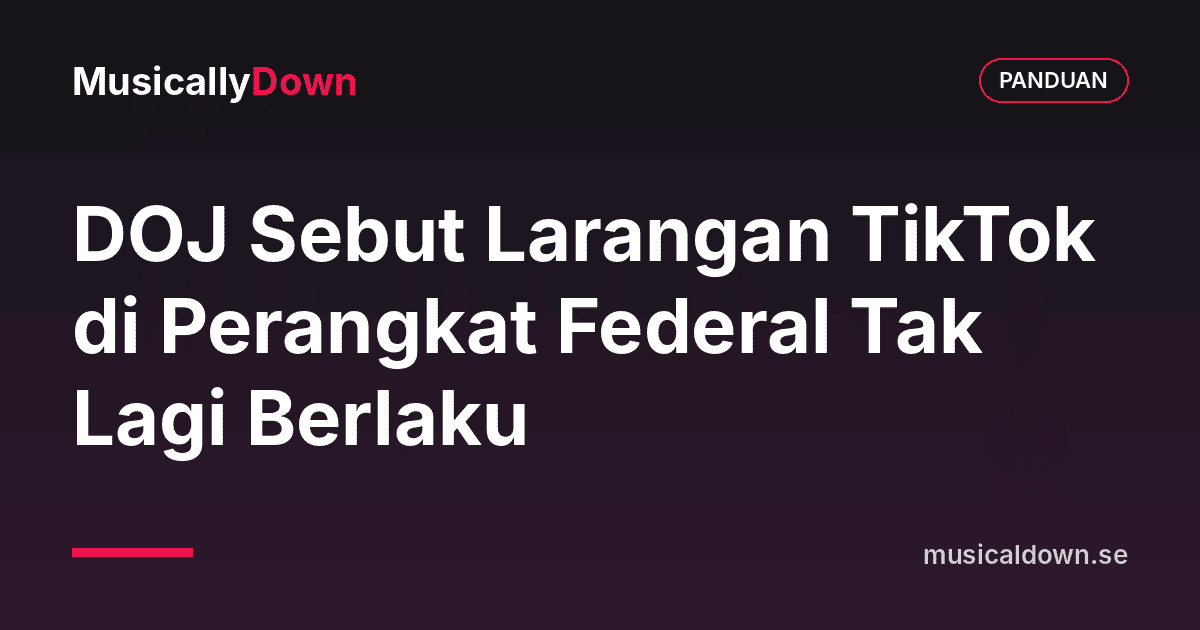 MusicallyDown
PANDUAN
DOJ Sebut Larangan TikTok
di Perangkat Federal Tak
Lagi Berlaku
musicaldown.se